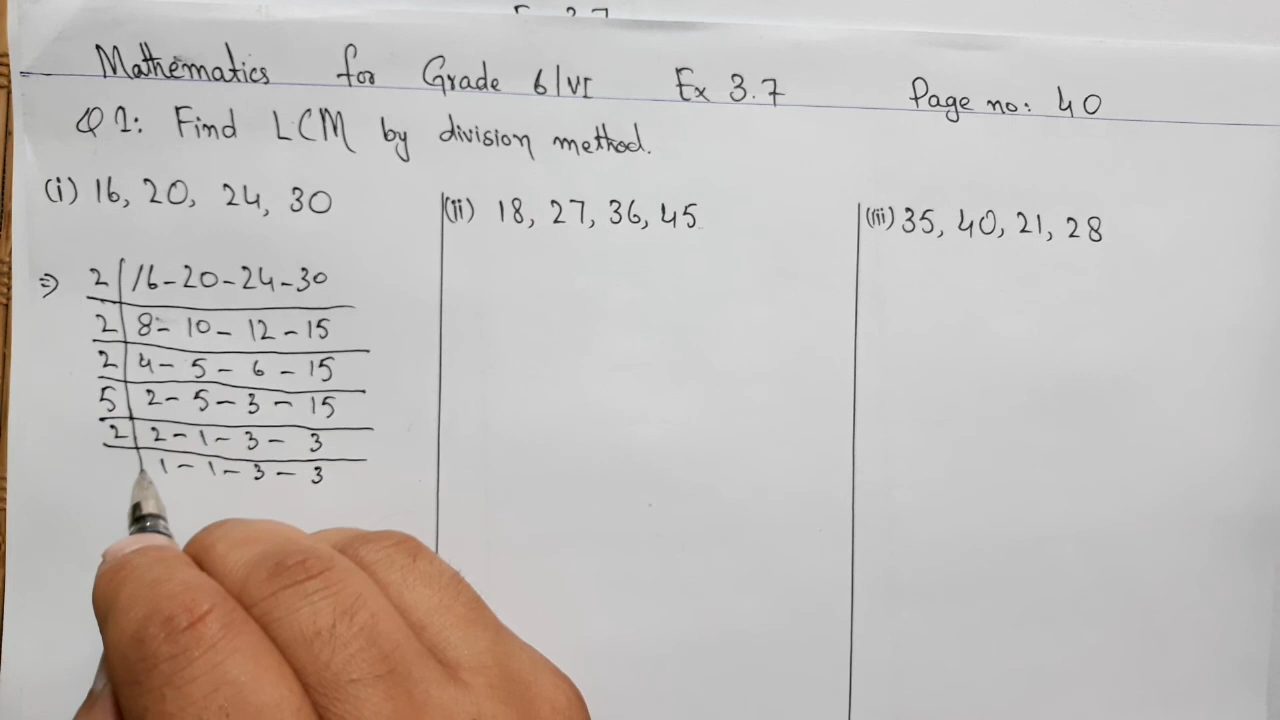 Mathematics for Grade 6/VI Ex 3.7 Page no: 40
Q1: Find LCM by division method.
(i) 16, 20, 24, 30
⇒ 2 | 16 - 20 - 24 - 30
2 | 8 - 10 - 12 - 15
2 | 4 - 5 - 6 - 15
5 | 2 - 5 - 3 - 15
2 | 2 - 1 - 3 - 3
1 - 1 - 3 - 3
(ii) 18, 27, 36, 45
(iii) 35, 40, 21, 28